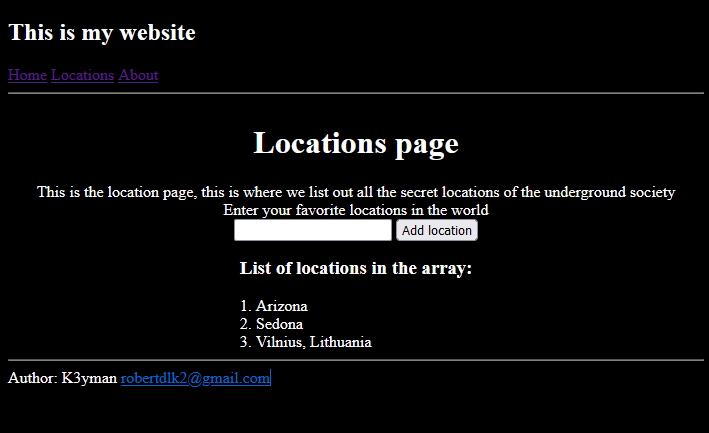 This is my website
Home Locations About
Locations page
This is the location page, this is where we list out all the secret locations of the underground society
Enter your favorite locations in the world
Add location
List of locations in the array:
1. Arizona
2. Sedona
3. Vilnius, Lithuania
Author: K3yman robertdlk2@gmail.com